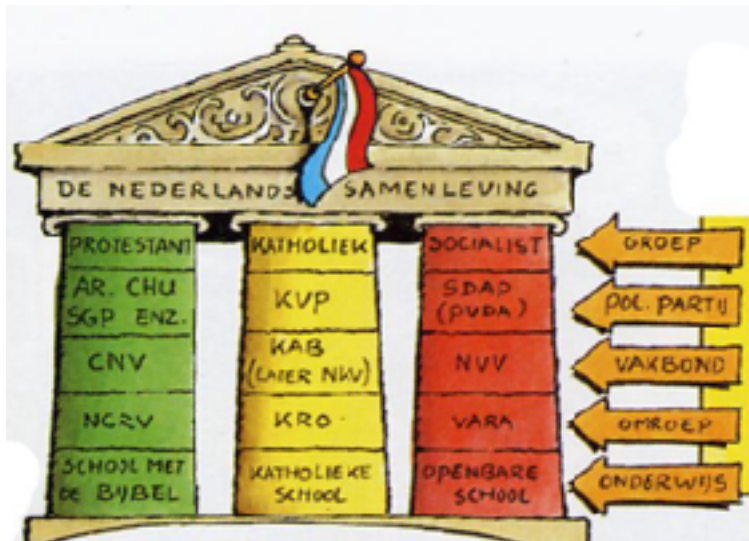 DE NEDERLANDS SAMENLEVING
PROTESTANT KATHOLIEK SOCIALIST GROEP
AR. CHU
SGP ENZ.
KVP
SDAP
(PVDA)
POL. PARTIJ
CNV
KAB
(LATER NKV)
NVV
VAKBOND
NCRV KRO VARA OMROEP
SCHOOL MET
DE BIJBEL
KATHOLIEKE
SCHOOL
OPENBARE
SCHOOL
ONDERWIJS